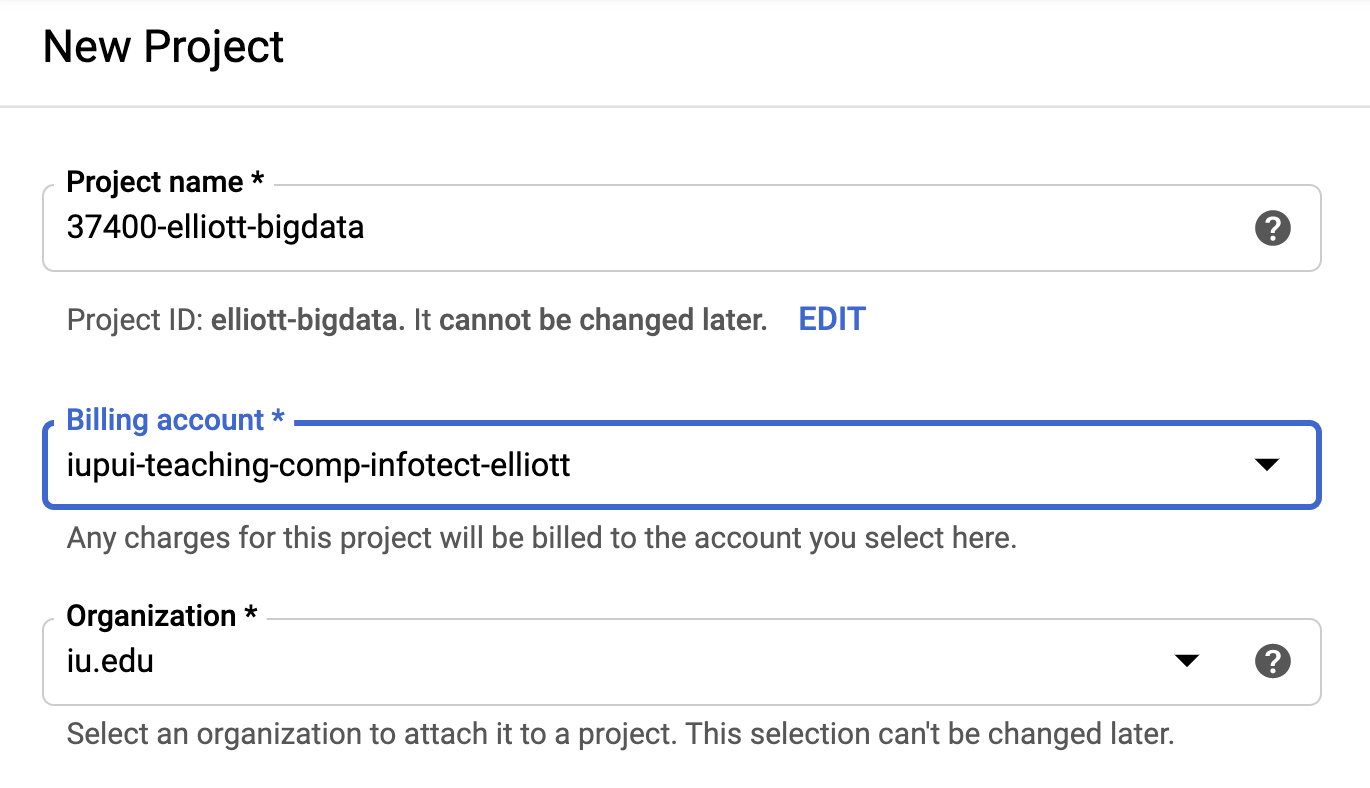 New Project
Project name *
37400-elliott-bigdata
Project ID: elliott-bigdata. It cannot be changed later. EDIT
Billing account *
iupui-teaching-comp-infotect-elliott
Any charges for this project will be billed to the account you select here.
Organization *
iu.edu
Select an organization to attach it to a project. This selection can't be changed later.